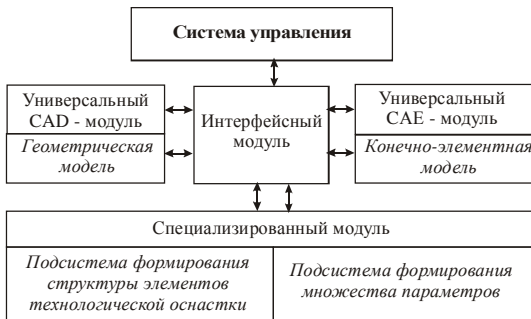 Система управления
Универсальный
CAD - модуль
Геометрическая
модель
Интерфейсный
модуль
Универсальный
CAE - модуль
Конечно-элементная
модель
Специализированный модуль
Подсистема формирования
структуры элементов
технологической оснастки
Подсистема формирования
множества параметров